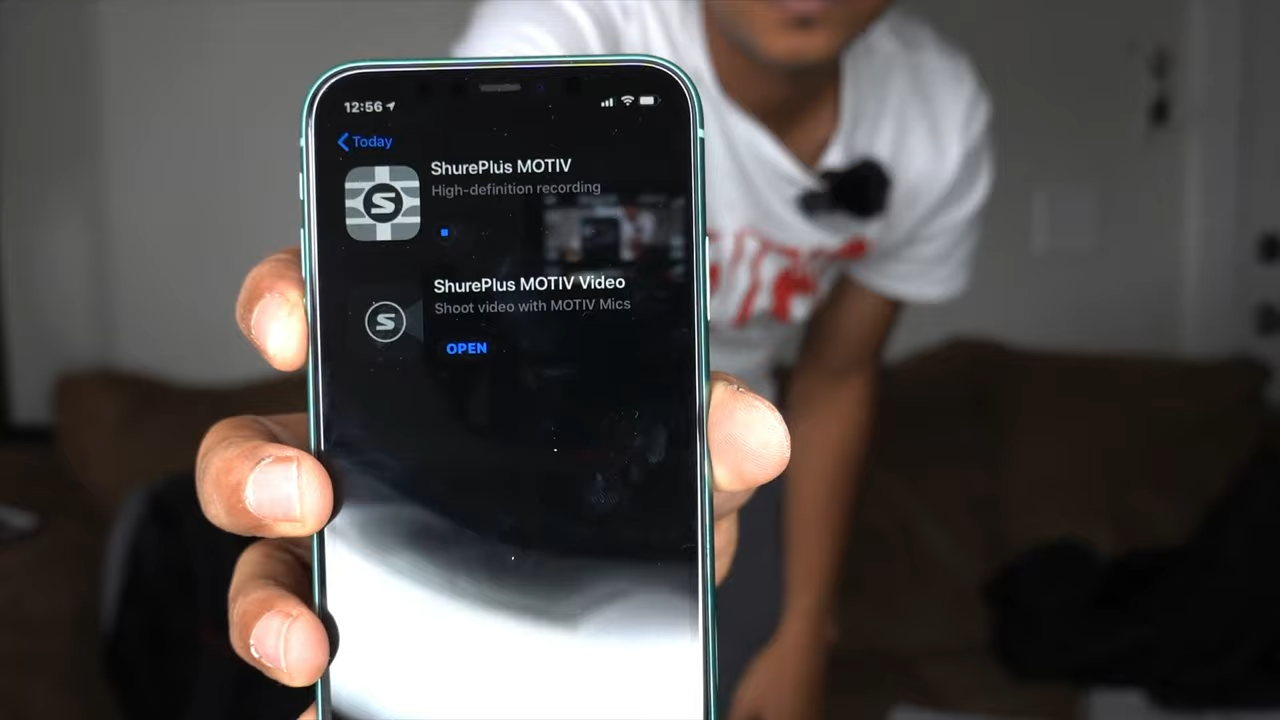 12:56
Today
ShurePlus MOTIV
High-definition recording
ShurePlus MOTIV Video
Shoot video with MOTIV Mics
OPEN